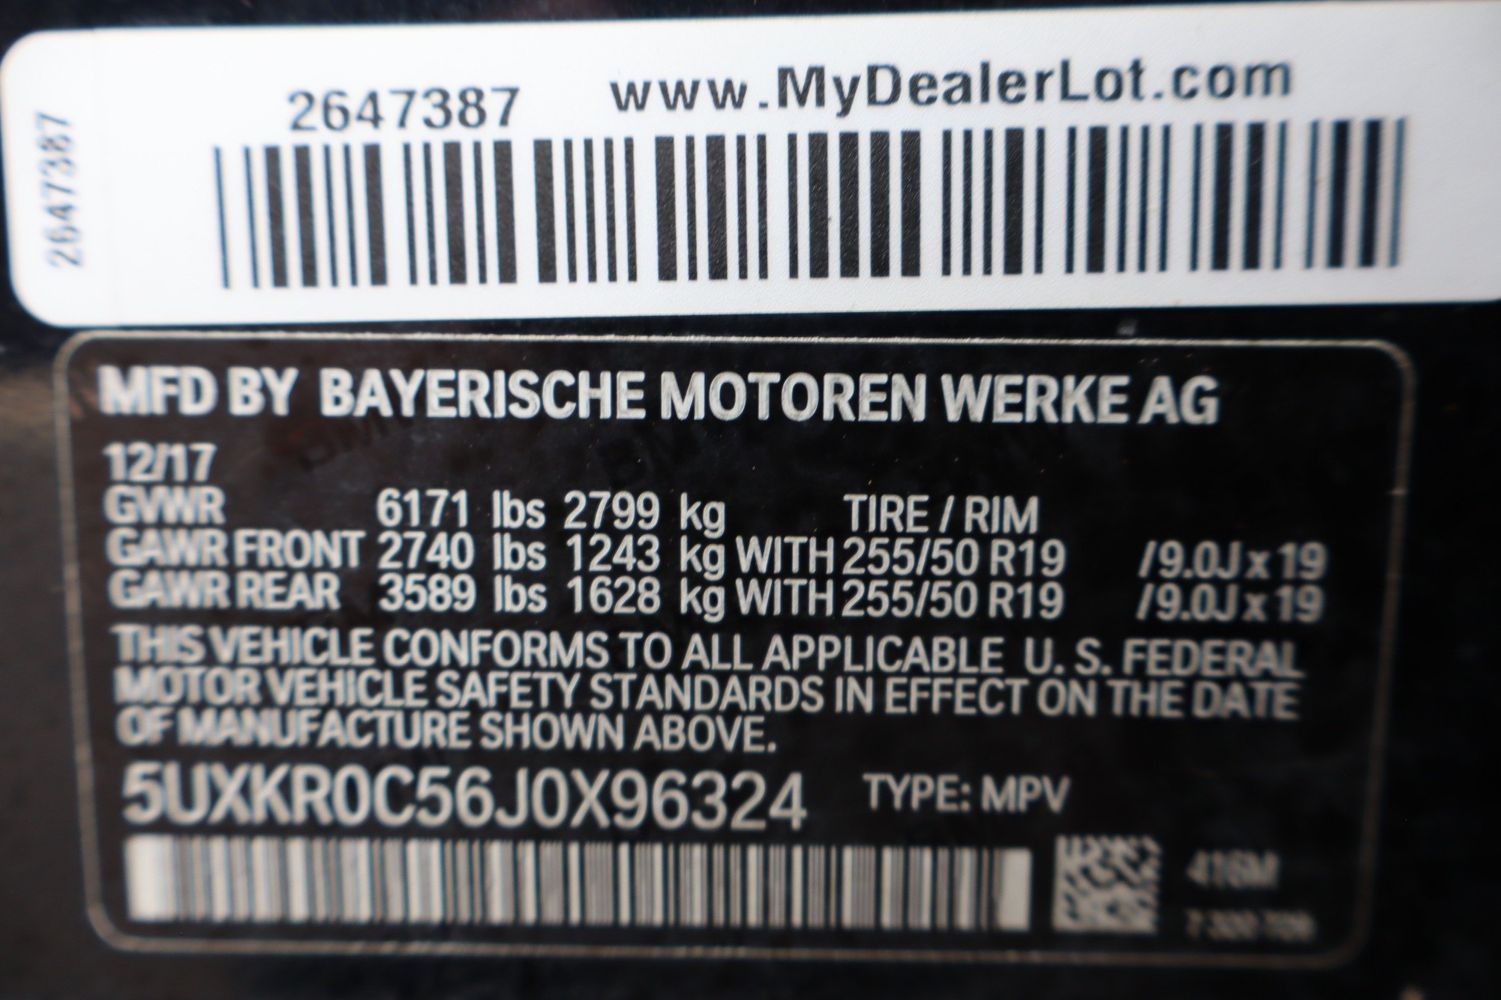 2647387 www.MyDealerLot.com
2647387
MFD BY BAYERISCHE MOTOREN WERKE AG
12/17
GVWR 6171 lbs 2799 kg TIRE / RIM
GAWR FRONT 2740 lbs 1243 kg WITH 255/50 R19 /9.0J x 19
GAWR REAR 3589 lbs 1628 kg WITH 255/50 R19 /9.0J x 19
THIS VEHICLE CONFORMS TO ALL APPLICABLE U. S. FEDERAL
MOTOR VEHICLE SAFETY STANDARDS IN EFFECT ON THE DATE
OF MANUFACTURE SHOWN ABOVE.
5UXKR0C56J0X96324 TYPE: MPV
416M